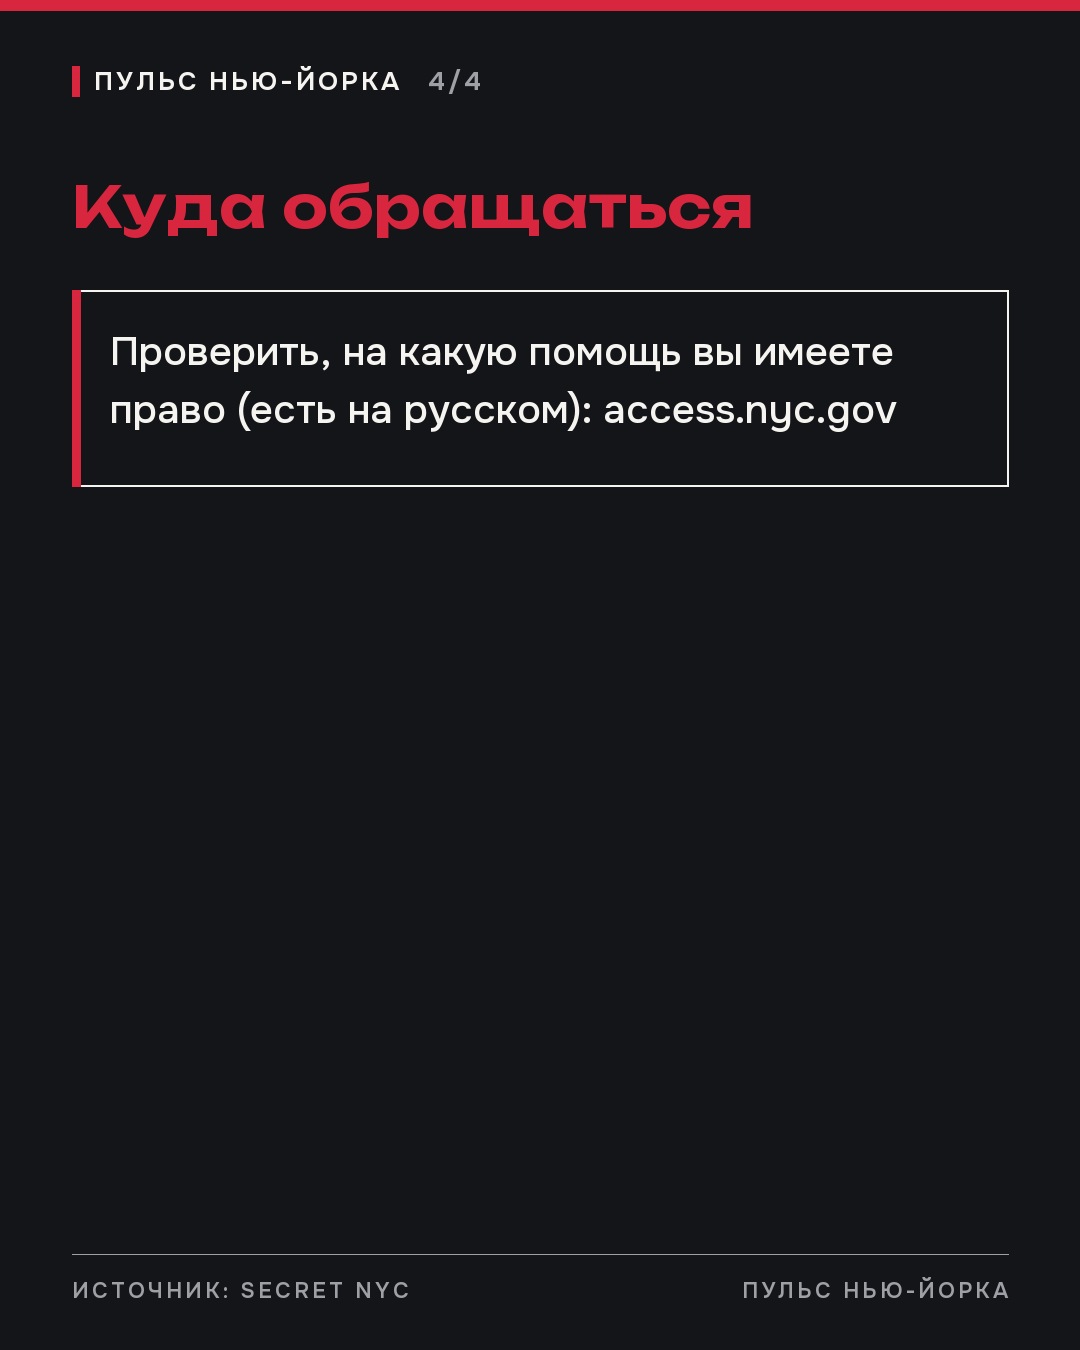 ПУЛЬС НЬЮ-ЙОРКА 4/4
Куда обращаться
Проверить, на какую помощь вы имеете
право (есть на русском): access.nyc.gov
ИСТОЧНИК: SECRET NYC
ПУЛЬС НЬЮ-ЙОРКА